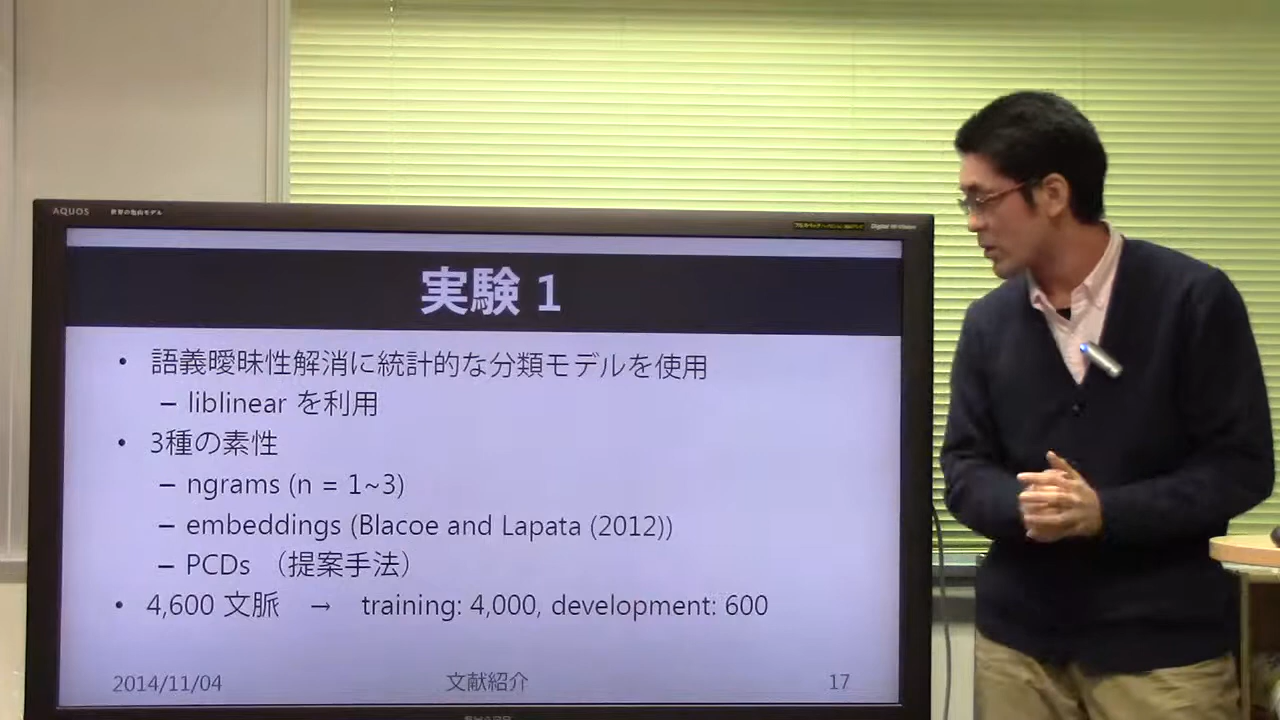 AQUOS
Digital Hi-Vision
実験 1
• 語義曖昧性解消に統計的な分類モデルを使用
– liblinear を利用
• 3種の素性
– ngrams (n = 1~3)
– embeddings (Blacoe and Lapata (2012))
– PCDs （提案手法）
• 4,600 文脈 → training: 4,000, development: 600
2014/11/04 文献紹介 17